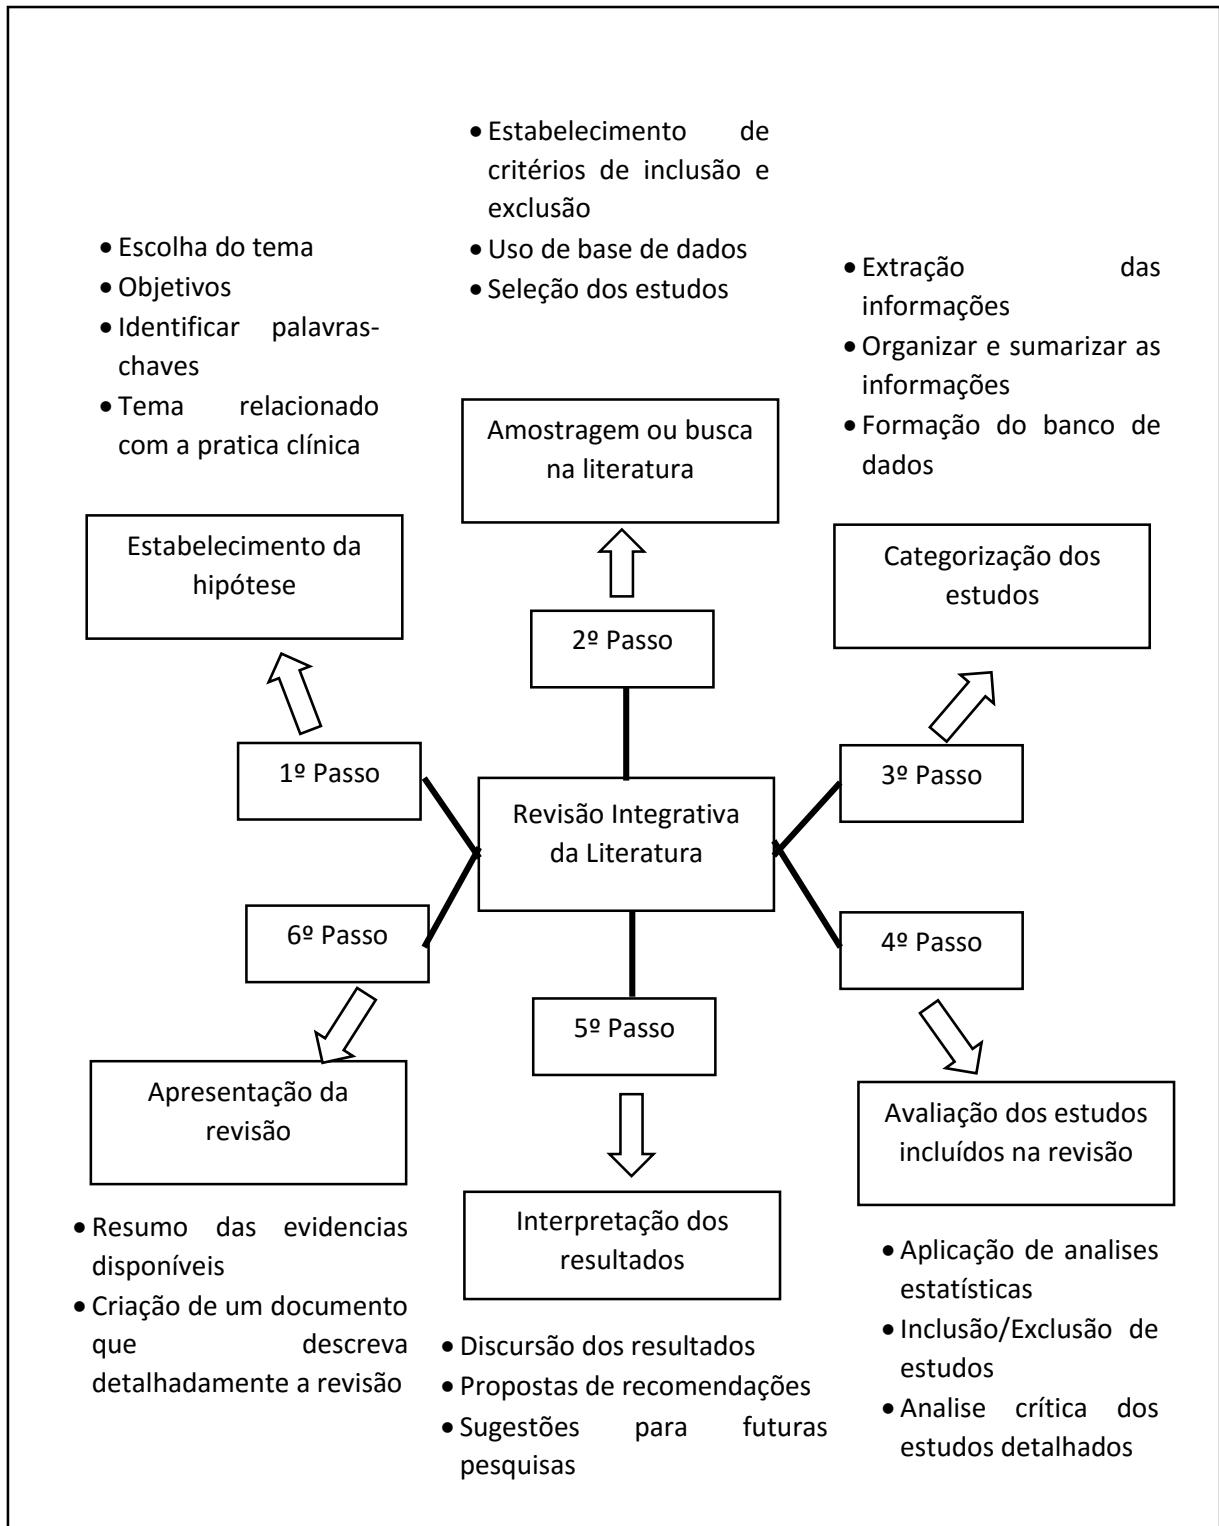 • Escolha do tema
• Objetivos
• Identificar palavras-
chaves
• Tema relacionado
com a pratica clínica
Estabelecimento da
hipótese
1º Passo
• Estabelecimento de
critérios de inclusão e
exclusão
• Uso de base de dados
• Seleção dos estudos
Amostragem ou busca
na literatura
2º Passo
• Extração das
informações
• Organizar e sumarizar as
informações
• Formação do banco de
dados
Categorização dos
estudos
3º Passo
Revisão Integrativa
da Literatura
4º Passo
Avaliação dos estudos
incluídos na revisão
• Aplicação de analises
estatísticas
• Inclusão/Exclusão de
estudos
• Analise crítica dos
estudos detalhados
5º Passo
Interpretação dos
resultados
• Discursão dos resultados
• Propostas de recomendações
• Sugestões para futuras
pesquisas
6º Passo
Apresentação da
revisão
• Resumo das evidencias
disponíveis
• Criação de um documento
que descreva
detalhadamente a revisão